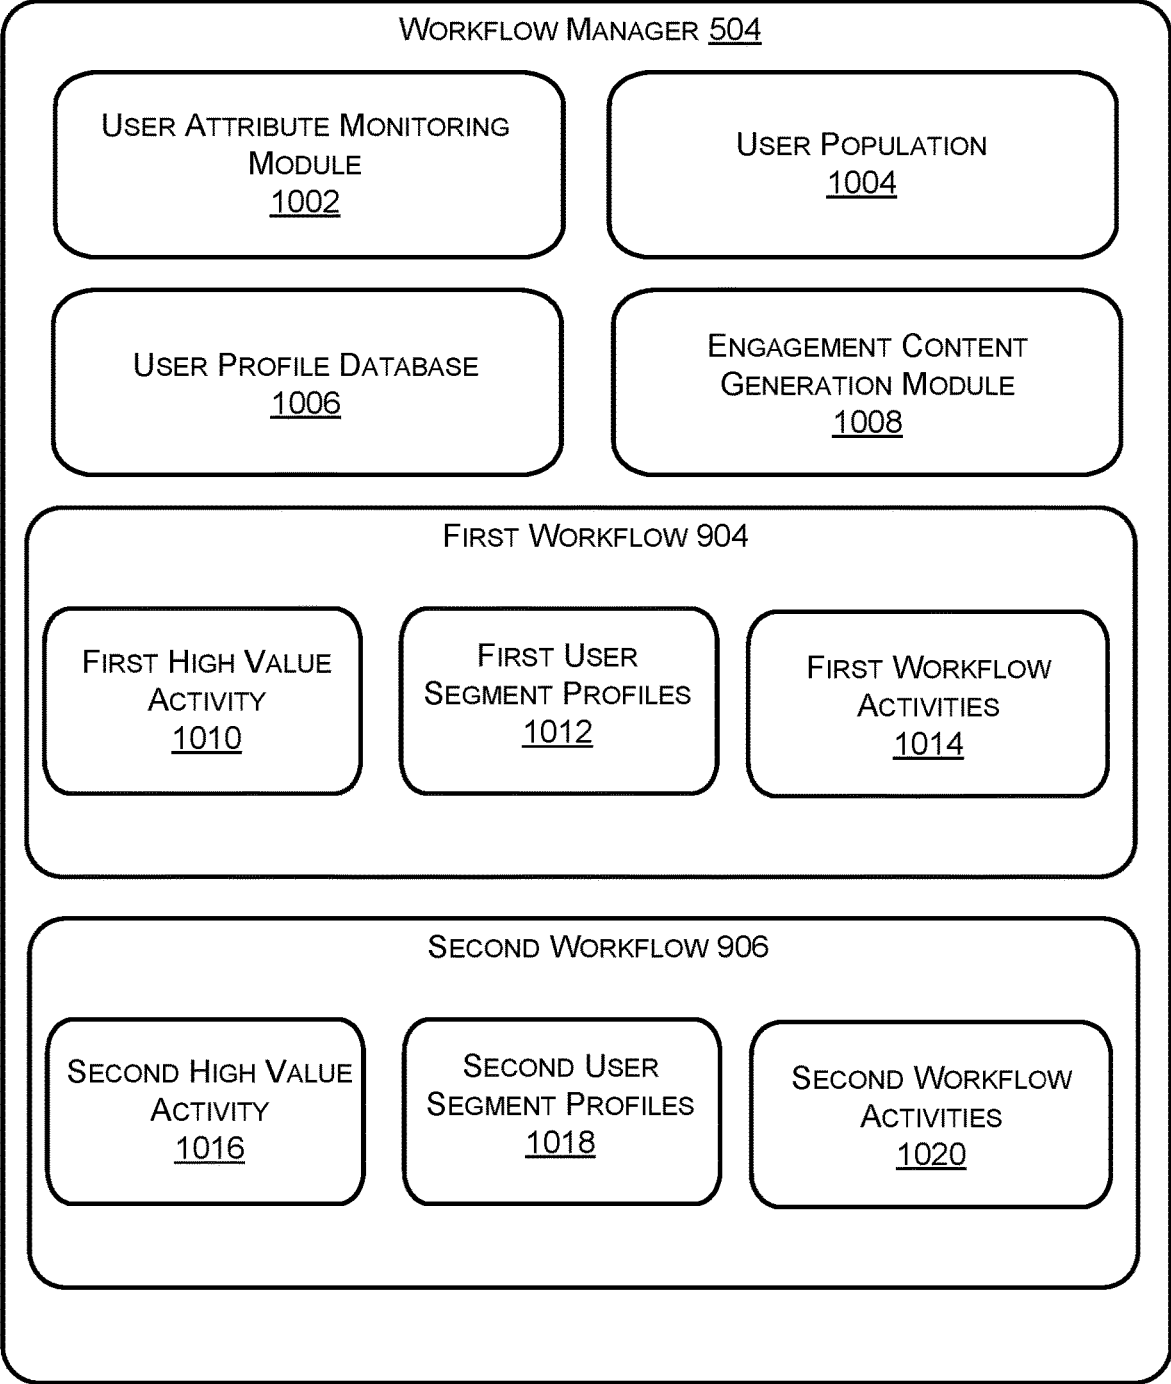 WORKFLOW MANAGER 504
USER ATTRIBUTE MONITORING
MODULE
1002
USER POPULATION
1004
USER PROFILE DATABASE
1006
ENGAGEMENT CONTENT
GENERATION MODULE
1008
FIRST WORKFLOW 904
FIRST HIGH VALUE
ACTIVITY
1010
FIRST USER
SEGMENT PROFILES
1012
FIRST WORKFLOW
ACTIVITIES
1014
SECOND WORKFLOW 906
SECOND HIGH VALUE
ACTIVITY
1016
SECOND USER
SEGMENT PROFILES
1018
SECOND WORKFLOW
ACTIVITIES
1020